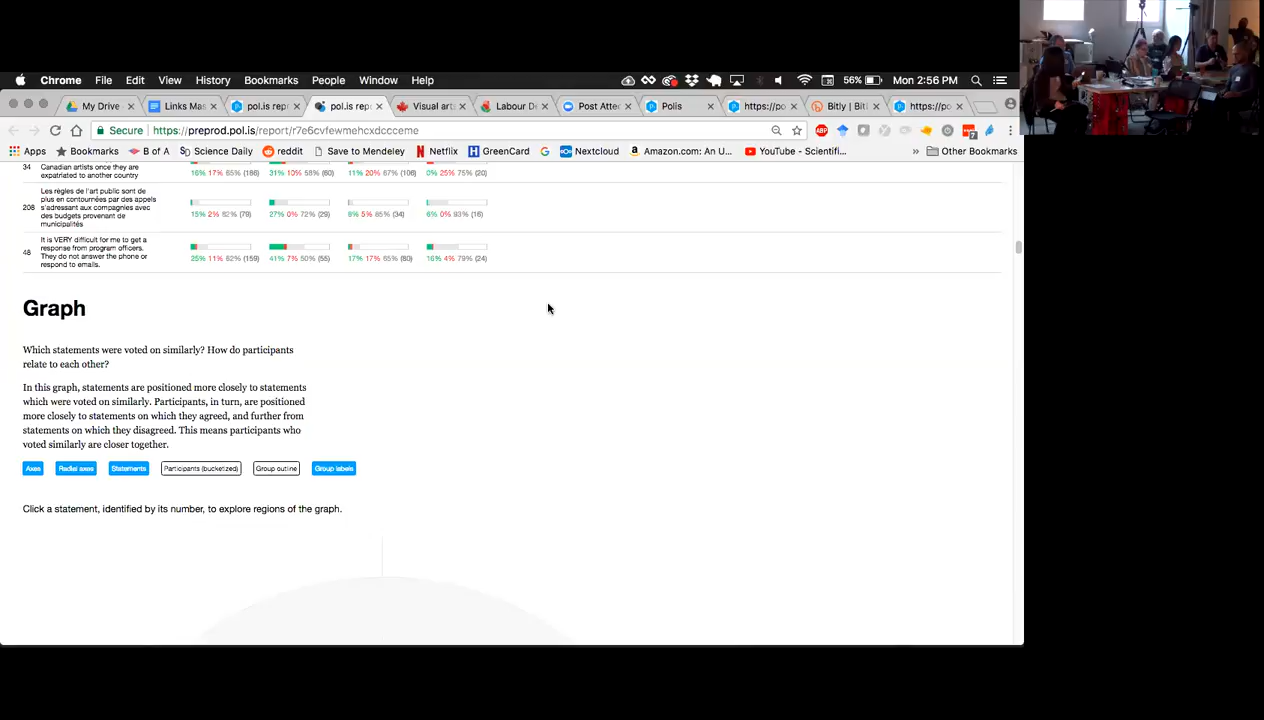 Chrome File Edit View History Bookmarks People Window Help 56% Mon 2:56 PM
My Drive - Links Mas pol.is repo pol.is repo Visual arts Labour De Post Atte Polis https://po Bitly | Bitl https://po
Secure https://preprod.pol.is/report/r7e6cvfewmehcxdcceme
Apps Bookmarks B of A Science Daily reddit Save to Mendeley Netflix GreenCard Nextcloud Amazon.com: An U... YouTube - Scientifi... » Other Bookmarks
34
Canadian artists once they are
expatriated to another country
16% 17% 65% (186) 31% 10% 58% (60) 11% 20% 67% (106) 0% 25% 75% (20)
208
Les règles de l'art public sont de
plus en contournées par des appels
s'adressant aux compagnies avec
des budgets provenant de
municipalités
15% 2% 82% (79) 27% 0% 72% (29) 8% 5% 85% (34) 6% 0% 93% (16)
48
It is VERY difficult for me to get a
response from program officers.
They do not answer the phone or
respond to emails.
25% 11% 62% (159) 41% 7% 50% (55) 17% 17% 65% (80) 16% 4% 79% (24)
Graph
Which statements were voted on similarly? How do participants
relate to each other?
In this graph, statements are positioned more closely to statements
which were voted on similarly. Participants, in turn, are positioned
more closely to statements on which they agreed, and further from
statements on which they disagreed. This means participants who
voted similarly are closer together.
Axes Radial axes Statements Participants (bucketized) Group outline Group labels
Click a statement, identified by its number, to explore regions of the graph.